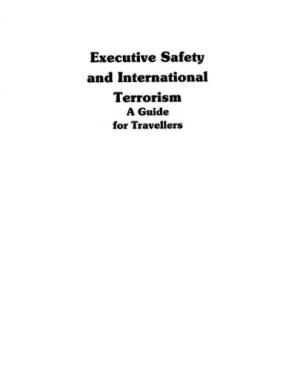 Executive Safety
and International
Terrorism
A Guide
for Travellers